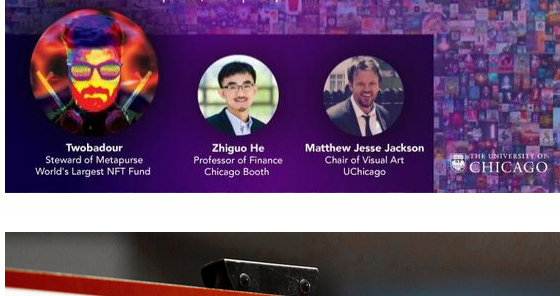 Twobadour
Steward of Metapurse
World's Largest NFT Fund
Zhiguo He
Professor of Finance
Chicago Booth
Matthew Jesse Jackson
Chair of Visual Art
UChicago
THE UNIVERSITY OF
CHICAGO